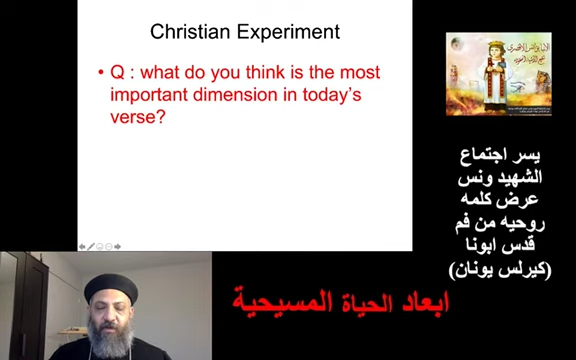 Christian Experiment
• Q : what do you think is the most
important dimension in today's
verse?
يسر اجتماع
الشهيد ونس
عرض كلمه
روحيه من فم
قدس ابونا
(كيرلس يونان)
ابعاد الحياة المسيحية